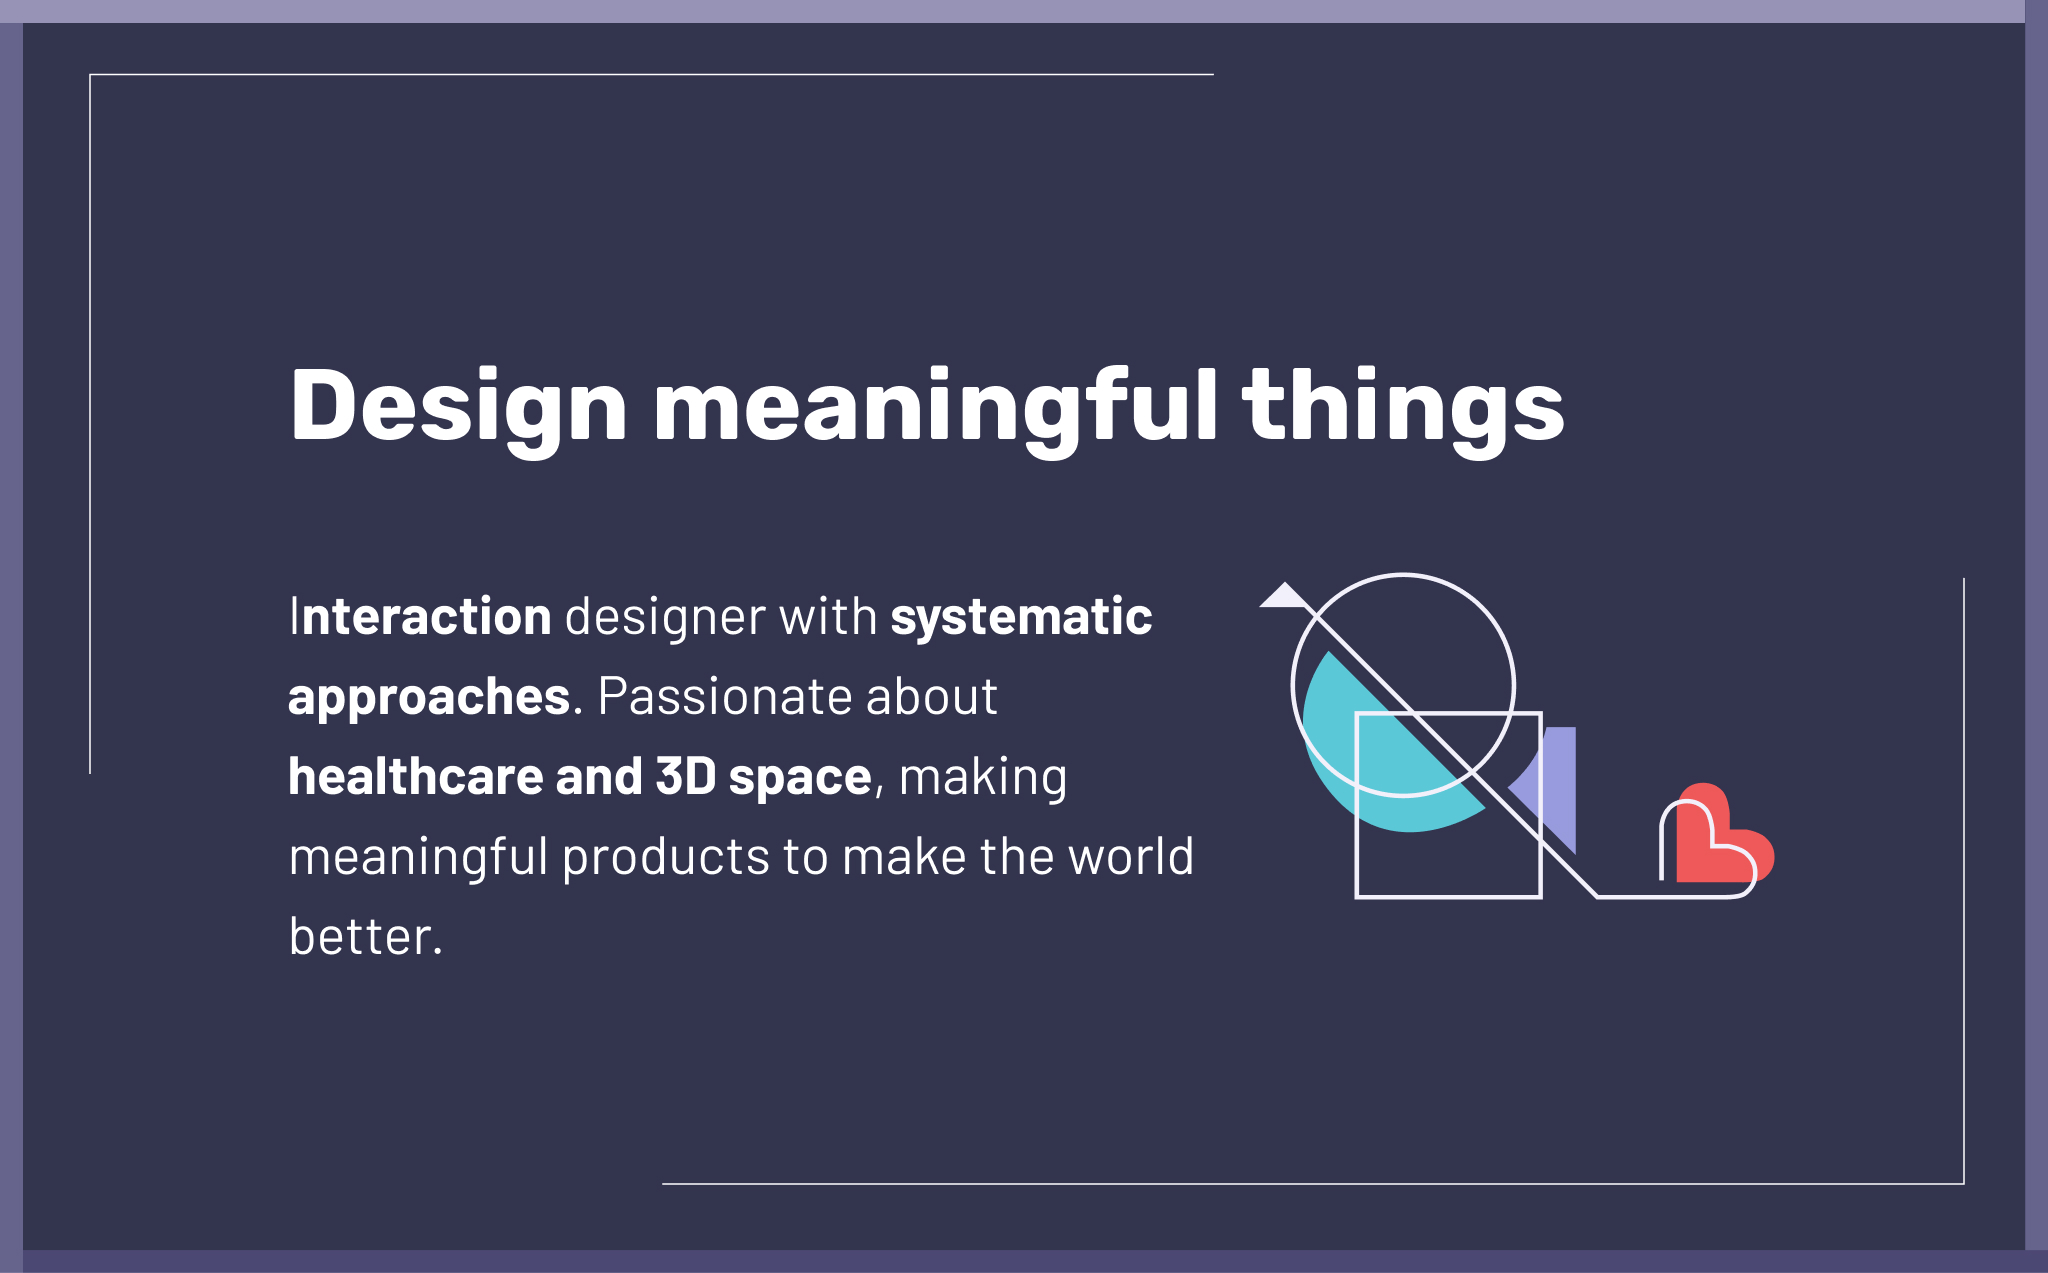 Design meaningful things
Interaction designer with systematic
approaches. Passionate about
healthcare and 3D space, making
meaningful products to make the world
better.